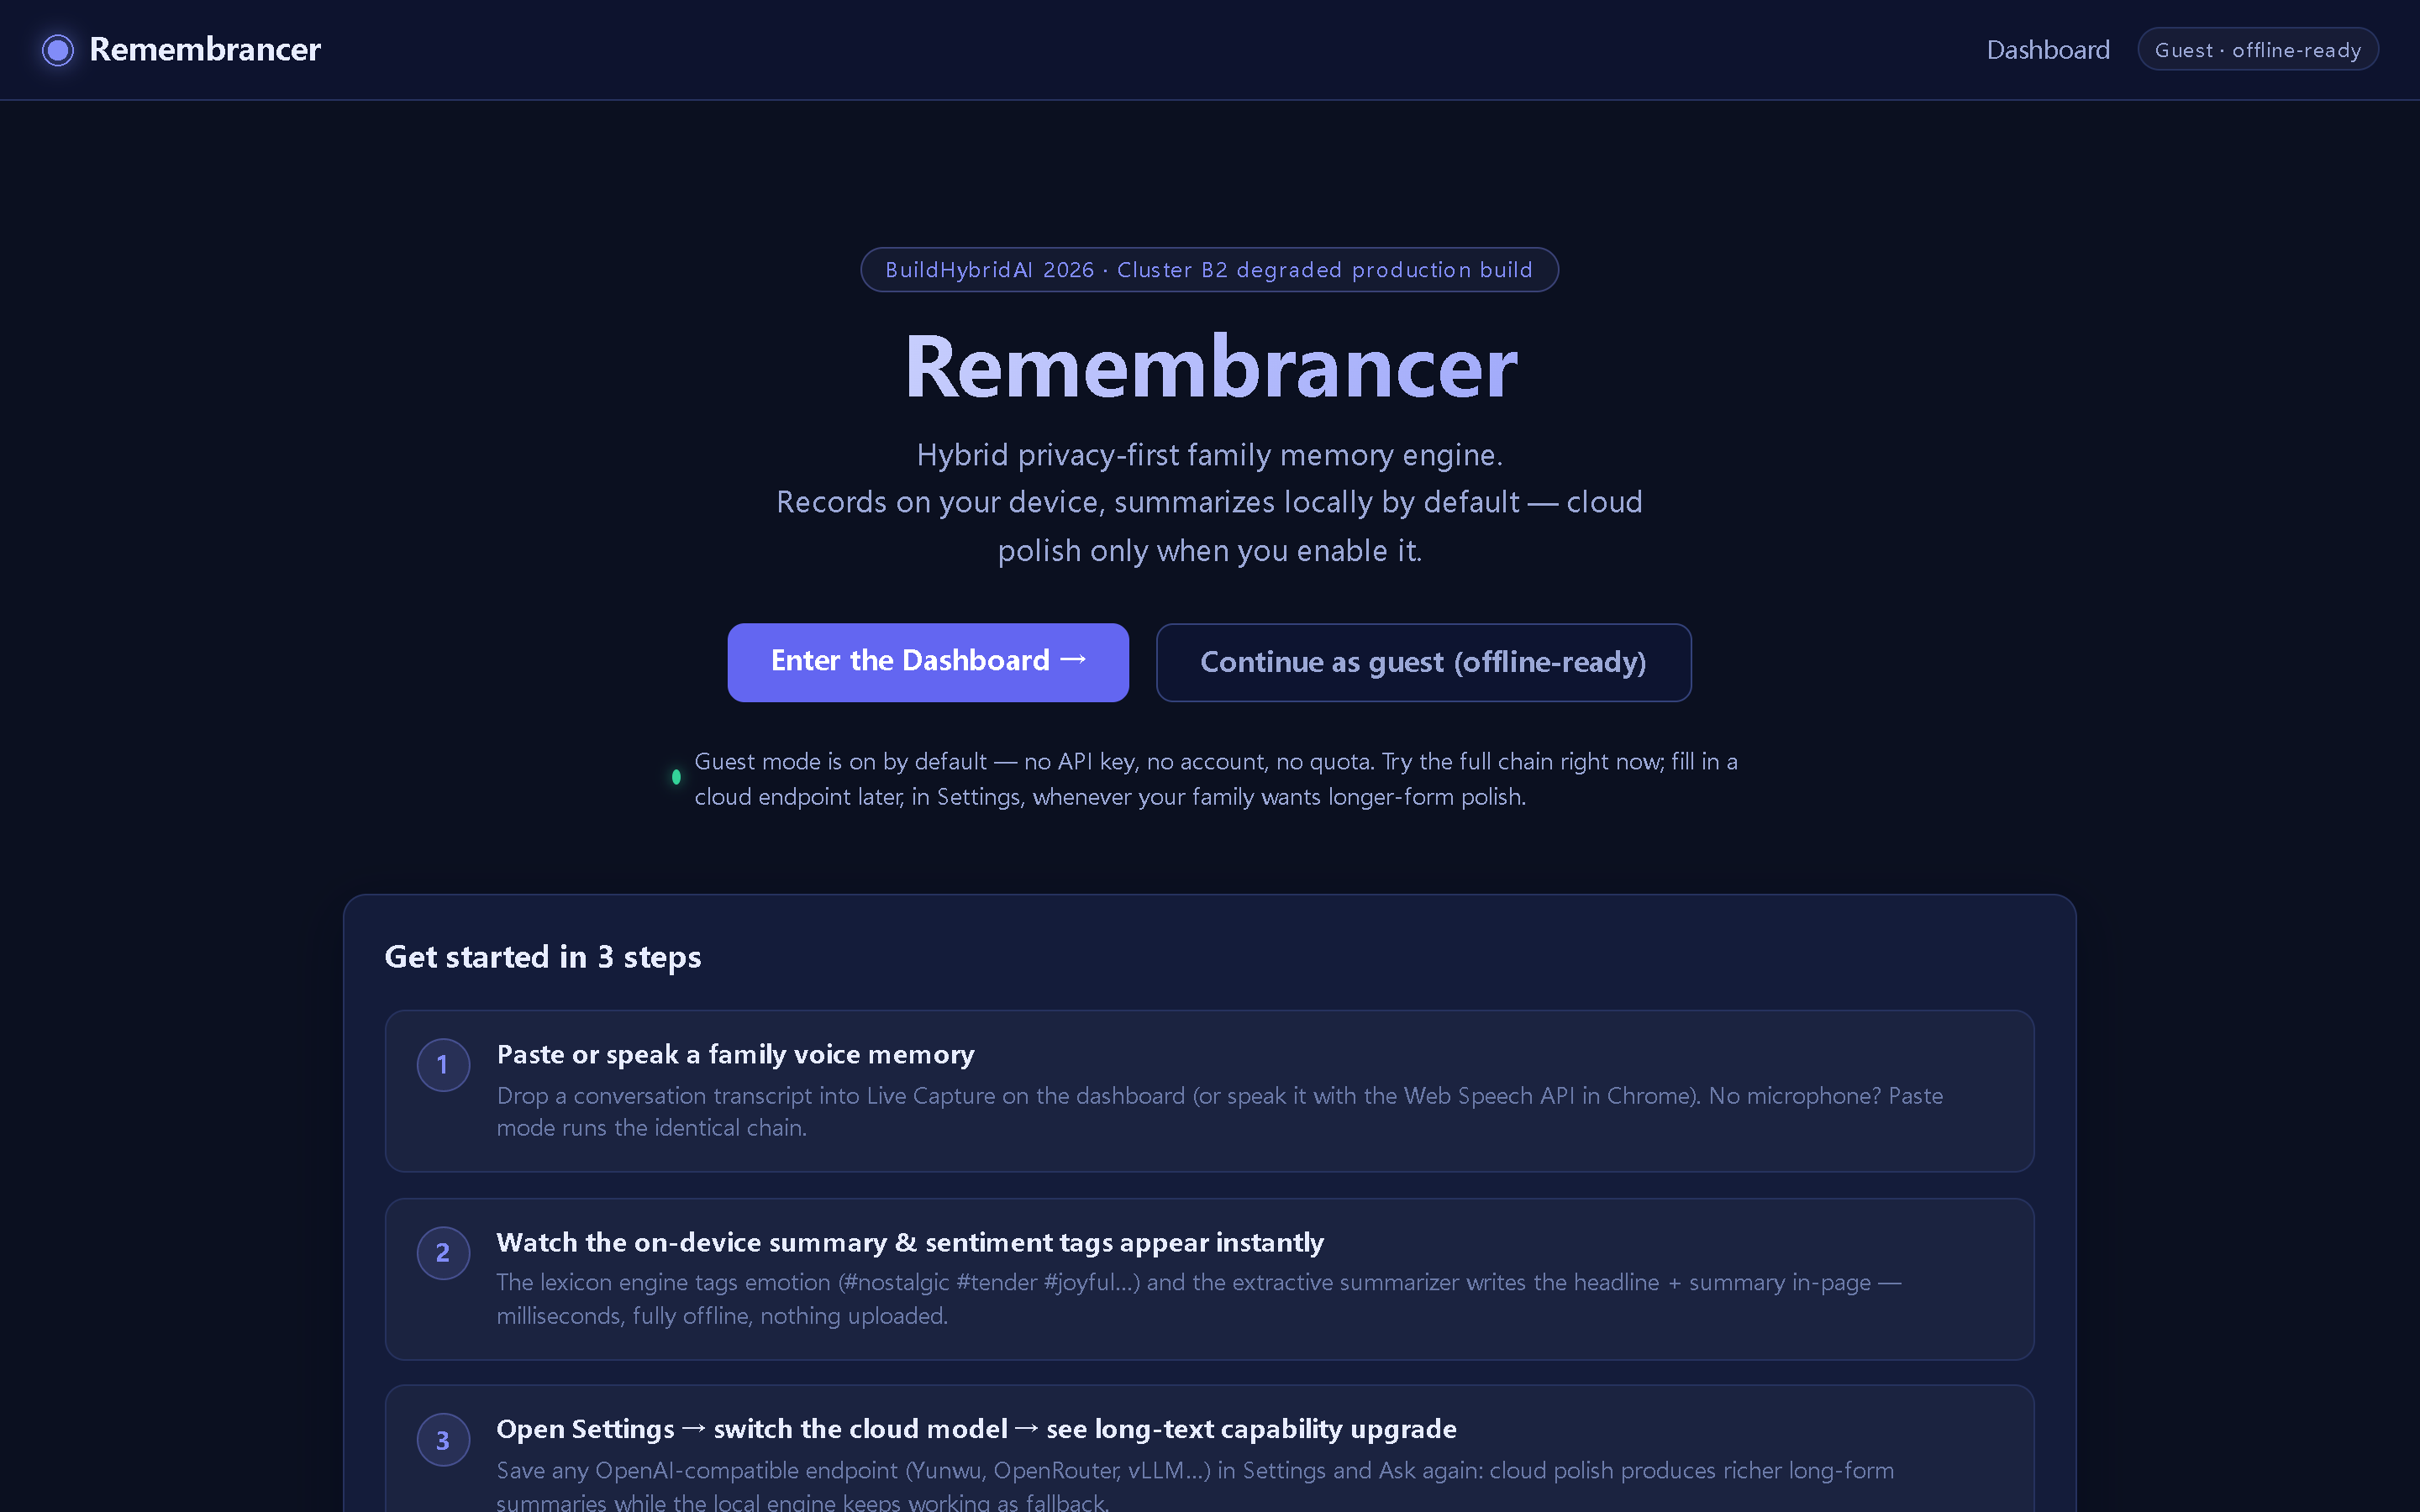 Remembrancer
Dashboard
Guest · offline-ready
BuildHybridAI 2026 · Cluster B2 degraded production build
Remembrancer
Hybrid privacy-first family memory engine.
Records on your device, summarizes locally by default — cloud
polish only when you enable it.
Enter the Dashboard →
Continue as guest (offline-ready)
Guest mode is on by default — no API key, no account, no quota. Try the full chain right now; fill in a
cloud endpoint later, in Settings, whenever your family wants longer-form polish.
Get started in 3 steps
1
Paste or speak a family voice memory
Drop a conversation transcript into Live Capture on the dashboard (or speak it with the Web Speech API in Chrome). No microphone? Paste
mode runs the identical chain.
2
Watch the on-device summary & sentiment tags appear instantly
The lexicon engine tags emotion (#nostalgic #tender #joyful…) and the extractive summarizer writes the headline + summary in-page —
milliseconds, fully offline, nothing uploaded.
3
Open Settings → switch the cloud model → see long-text capability upgrade
Save any OpenAI-compatible endpoint (Yunwu, OpenRouter, vLLM…) in Settings and Ask again: cloud polish produces richer long-form
summaries while the local engine keeps working as fallback.